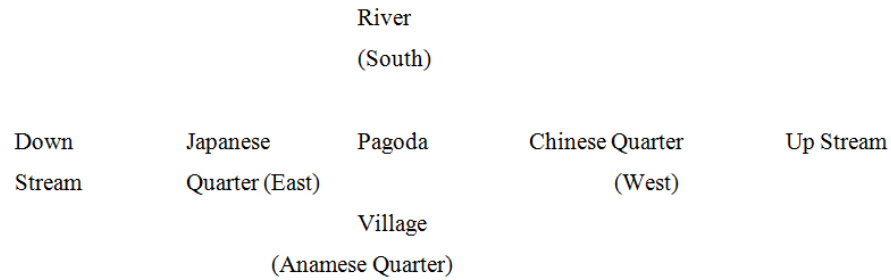 River
(South)
Down Japanese Pagoda Chinese Quarter Up Stream
Stream Quarter (East) (West)
Village
(Anamese Quarter)